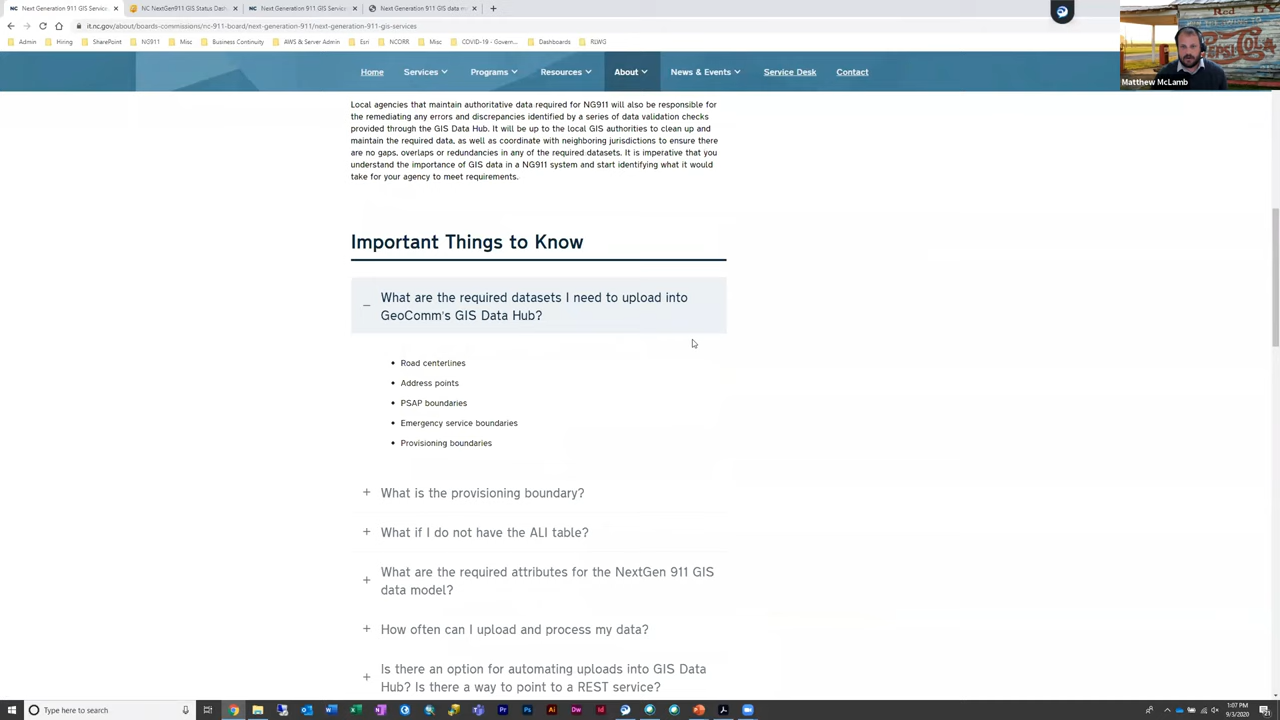 Next Generation 911 GIS Service
NC NextGen911 GIS Status Dash
Next Generation 911 GIS Service
Next Generation 911 GIS data m
it.nc.gov/about/boards-commissions/nc-911-board/next-generation-911/next-generation-911-gis-services
Admin
Hiring
SharePoint
NG911
Misc
Business Continuity
AWS & Server Admin
Esri
NCORR
Misc
COVID-19 - Govern...
Dashboards
RLWG
Red
PEPSI-COLA
Matthew McLamb
Home
Services
Programs
Resources
About
News & Events
Service Desk
Contact
Local agencies that maintain authoritative data required for NG911 will also be responsible for
the remediating any errors and discrepancies identified by a series of data validation checks
provided through the GIS Data Hub. It will be up to the local GIS authorities to clean up and
maintain the required data, as well as coordinate with neighboring jurisdictions to ensure there
are no gaps, overlaps or redundancies in any of the required datasets. It is imperative that you
understand the importance of GIS data in a NG911 system and start identifying what it would
take for your agency to meet requirements.
Important Things to Know
What are the required datasets I need to upload into
GeoComm's GIS Data Hub?
Road centerlines
Address points
PSAP boundaries
Emergency service boundaries
Provisioning boundaries
What is the provisioning boundary?
What if I do not have the ALI table?
What are the required attributes for the NextGen 911 GIS
data model?
How often can I upload and process my data?
Is there an option for automating uploads into GIS Data
Hub? Is there a way to point to a REST service?
Type here to search
1:07 PM
9/3/2020